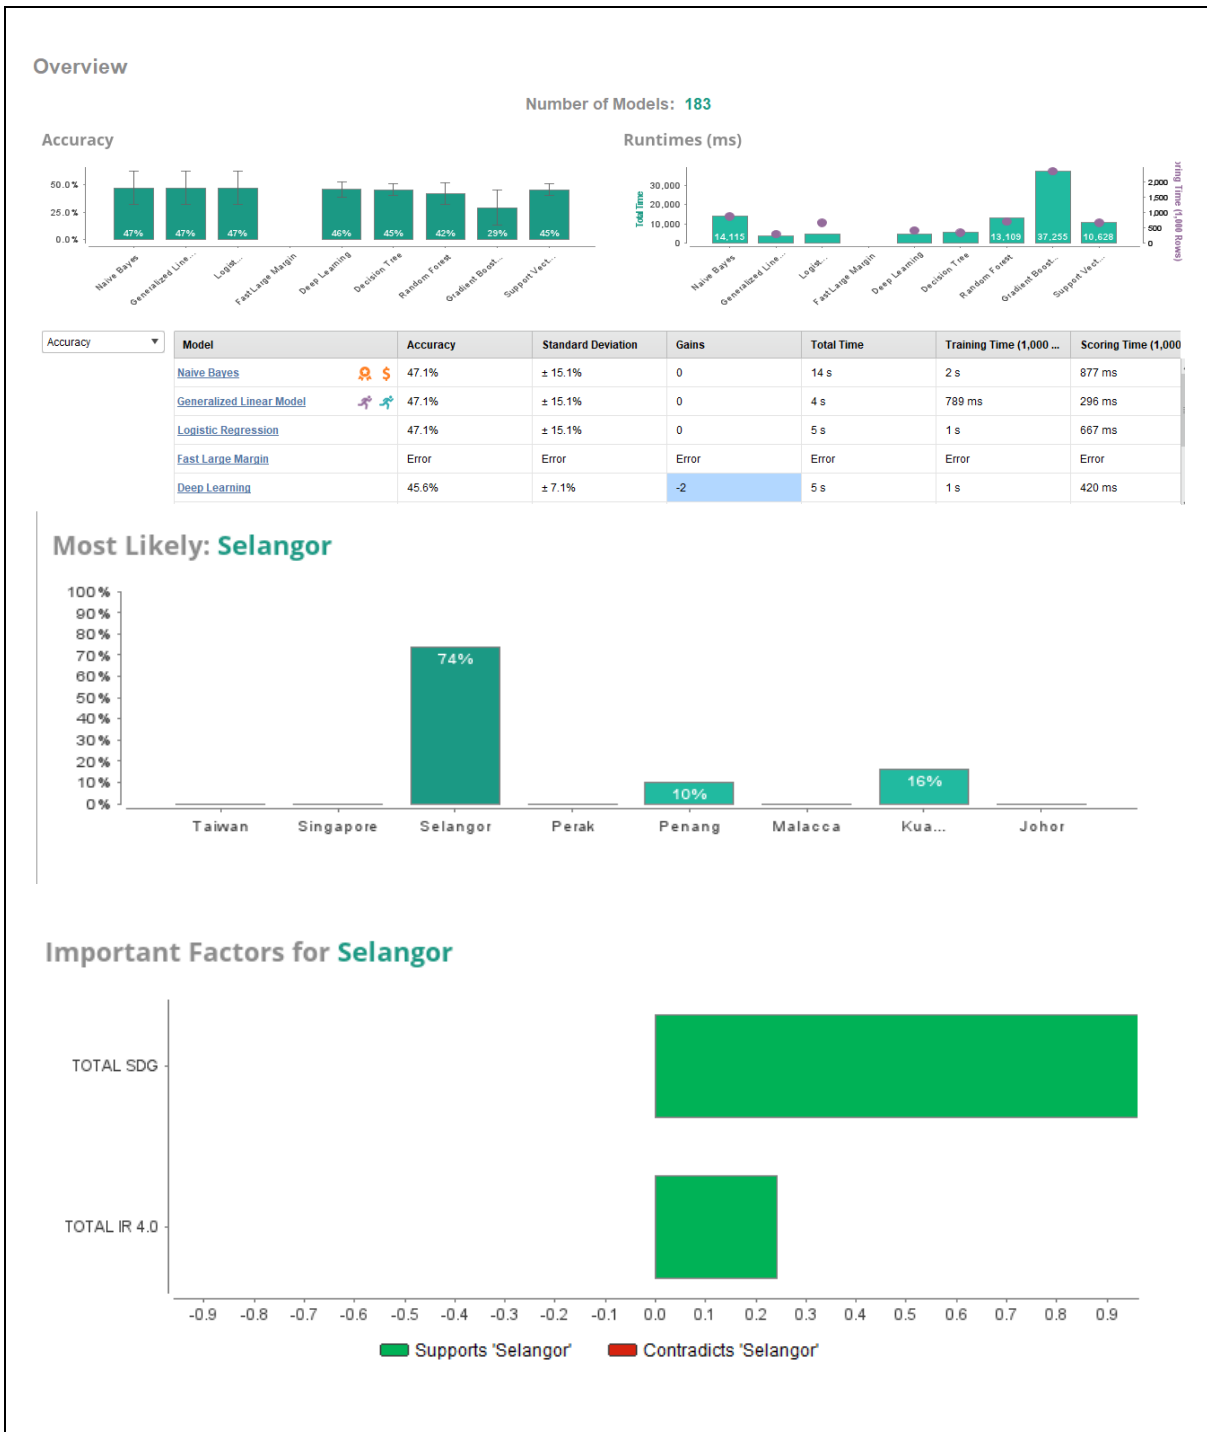 Overview
Number of Models: 183
Accuracy
Runtimes (ms)
50.0%
25.0%
0.0%
47%
47%
47%
46%
45%
42%
29%
45%
Naive Bayes
Generalized Line...
Logist...
Fast Large Margin
Deep Learning
Decision Tree
Random Forest
Gradient Boost...
Support Vect...
Total Time
30,000
20,000
10,000
0
14,115
13,109
37,255
10,628
2,000
1,500
1,000
500
0
oring Time (1,000 Rows)
Naive Bayes
Generalized Line...
Logist...
Fast Large Margin
Deep Learning
Decision Tree
Random Forest
Gradient Boost...
Support Vect...
Accuracy
Model Accuracy Standard Deviation Gains Total Time Training Time (1,000 ... Scoring Time (1,000
Naive Bayes $ 47.1% ± 15.1% 0 14 s 2 s 877 ms
Generalized Linear Model 47.1% ± 15.1% 0 4 s 789 ms 296 ms
Logistic Regression 47.1% ± 15.1% 0 5 s 1 s 667 ms
Fast Large Margin Error Error Error Error Error Error
Deep Learning 45.6% ± 7.1% -2 5 s 1 s 420 ms
Most Likely: Selangor
100%
90%
80%
70%
60%
50%
40%
30%
20%
10%
0%
74%
10%
16%
Taiwan Singapore Selangor Perak Penang Malacca Kua... Johor
Important Factors for Selangor
TOTAL SDG
TOTAL IR 4.0
-0.9 -0.8 -0.7 -0.6 -0.5 -0.4 -0.3 -0.2 -0.1 0.0 0.1 0.2 0.3 0.4 0.5 0.6 0.7 0.8 0.9
Supports 'Selangor' Contradicts 'Selangor'